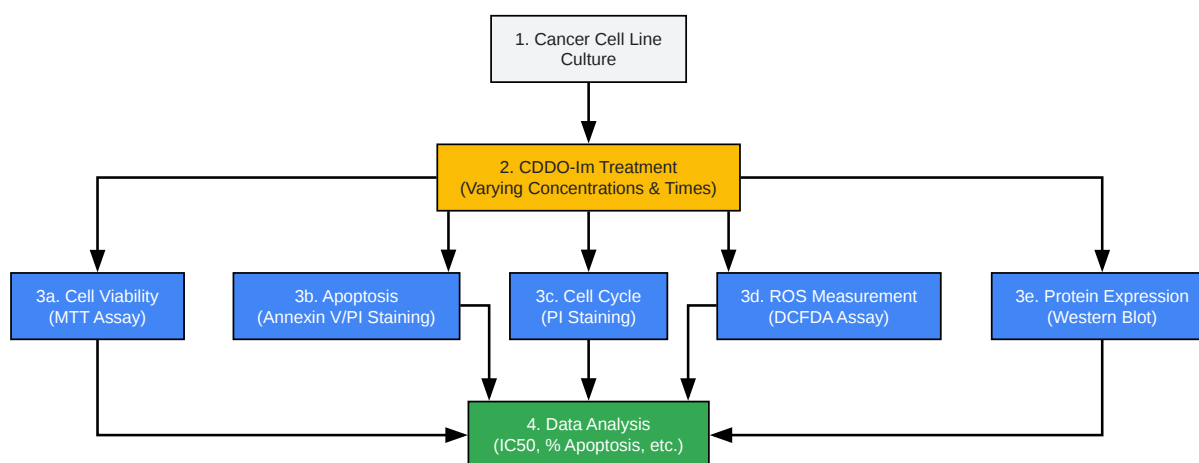 1. Cancer Cell Line
Culture
2. CDDO-Im Treatment
(Varying Concentrations & Times)
3a. Cell Viability
(MTT Assay)
3b. Apoptosis
(Annexin V/PI Staining)
3c. Cell Cycle
(PI Staining)
3d. ROS Measurement
(DCFDA Assay)
3e. Protein Expression
(Western Blot)
4. Data Analysis
(IC50, % Apoptosis, etc.)